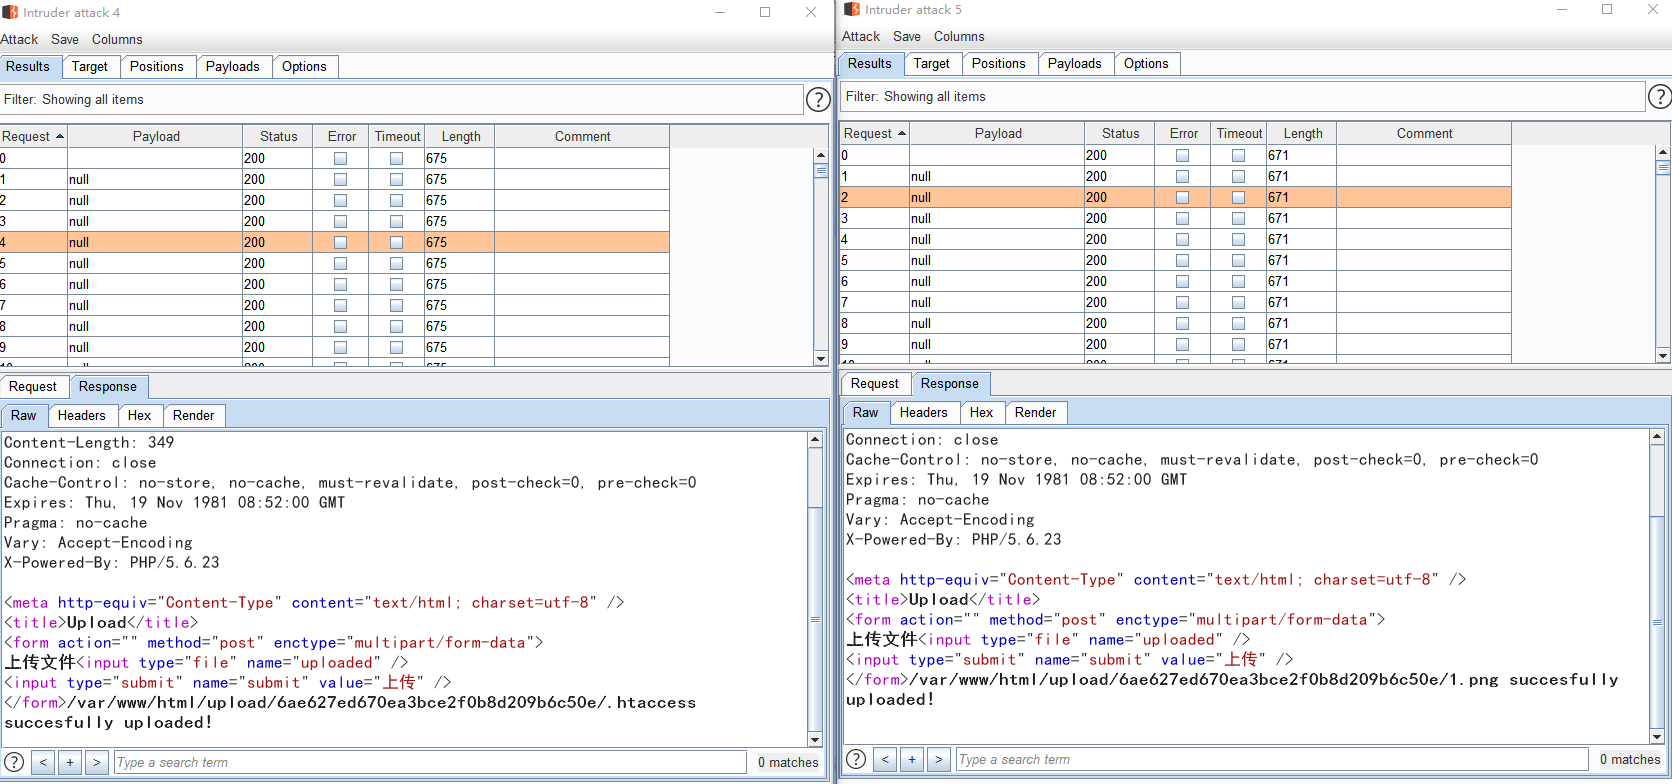 Intruder attack 4
Attack Save Columns
Results Target Positions Payloads Options
Filter: Showing all items
?
Request Payload Status Error Timeout Length Comment
0 200 675
1 null 200 675
2 null 200 675
3 null 200 675
4 null 200 675
5 null 200 675
6 null 200 675
7 null 200 675
8 null 200 675
9 null 200 675
10 null 200 675
Request Response
Raw Headers Hex Render
Content-Length: 349
Connection: close
Cache-Control: no-store, no-cache, must-revalidate, post-check=0, pre-check=0
Expires: Thu, 19 Nov 1981 08:52:00 GMT
Pragma: no-cache
Vary: Accept-Encoding
X-Powered-By: PHP/5.6.23
<meta http-equiv="Content-Type" content="text/html; charset=utf-8" />
<title>Upload</title>
<form action="" method="post" enctype="multipart/form-data">
上传文件<input type="file" name="uploaded" />
<input type="submit" name="submit" value="上传" />
</form>/var/www/html/upload/6ae627ed670ea3bce2f0b8d209b6c50e/.htaccess
succesfully uploaded!
? < + > Type a search term 0 matches
Intruder attack 5
Attack Save Columns
Results Target Positions Payloads Options
Filter: Showing all items
?
Request Payload Status Error Timeout Length Comment
0 200 671
1 null 200 671
2 null 200 671
3 null 200 671
4 null 200 671
5 null 200 671
6 null 200 671
7 null 200 671
8 null 200 671
9 null 200 671
10 null 200 671
Request Response
Raw Headers Hex Render
Connection: close
Cache-Control: no-store, no-cache, must-revalidate, post-check=0, pre-check=0
Expires: Thu, 19 Nov 1981 08:52:00 GMT
Pragma: no-cache
Vary: Accept-Encoding
X-Powered-By: PHP/5.6.23
<meta http-equiv="Content-Type" content="text/html; charset=utf-8" />
<title>Upload</title>
<form action="" method="post" enctype="multipart/form-data">
上传文件<input type="file" name="uploaded" />
<input type="submit" name="submit" value="上传" />
</form>/var/www/html/upload/6ae627ed670ea3bce2f0b8d209b6c50e/1.png succesfully
uploaded!
? < + > Type a search term 0 matches